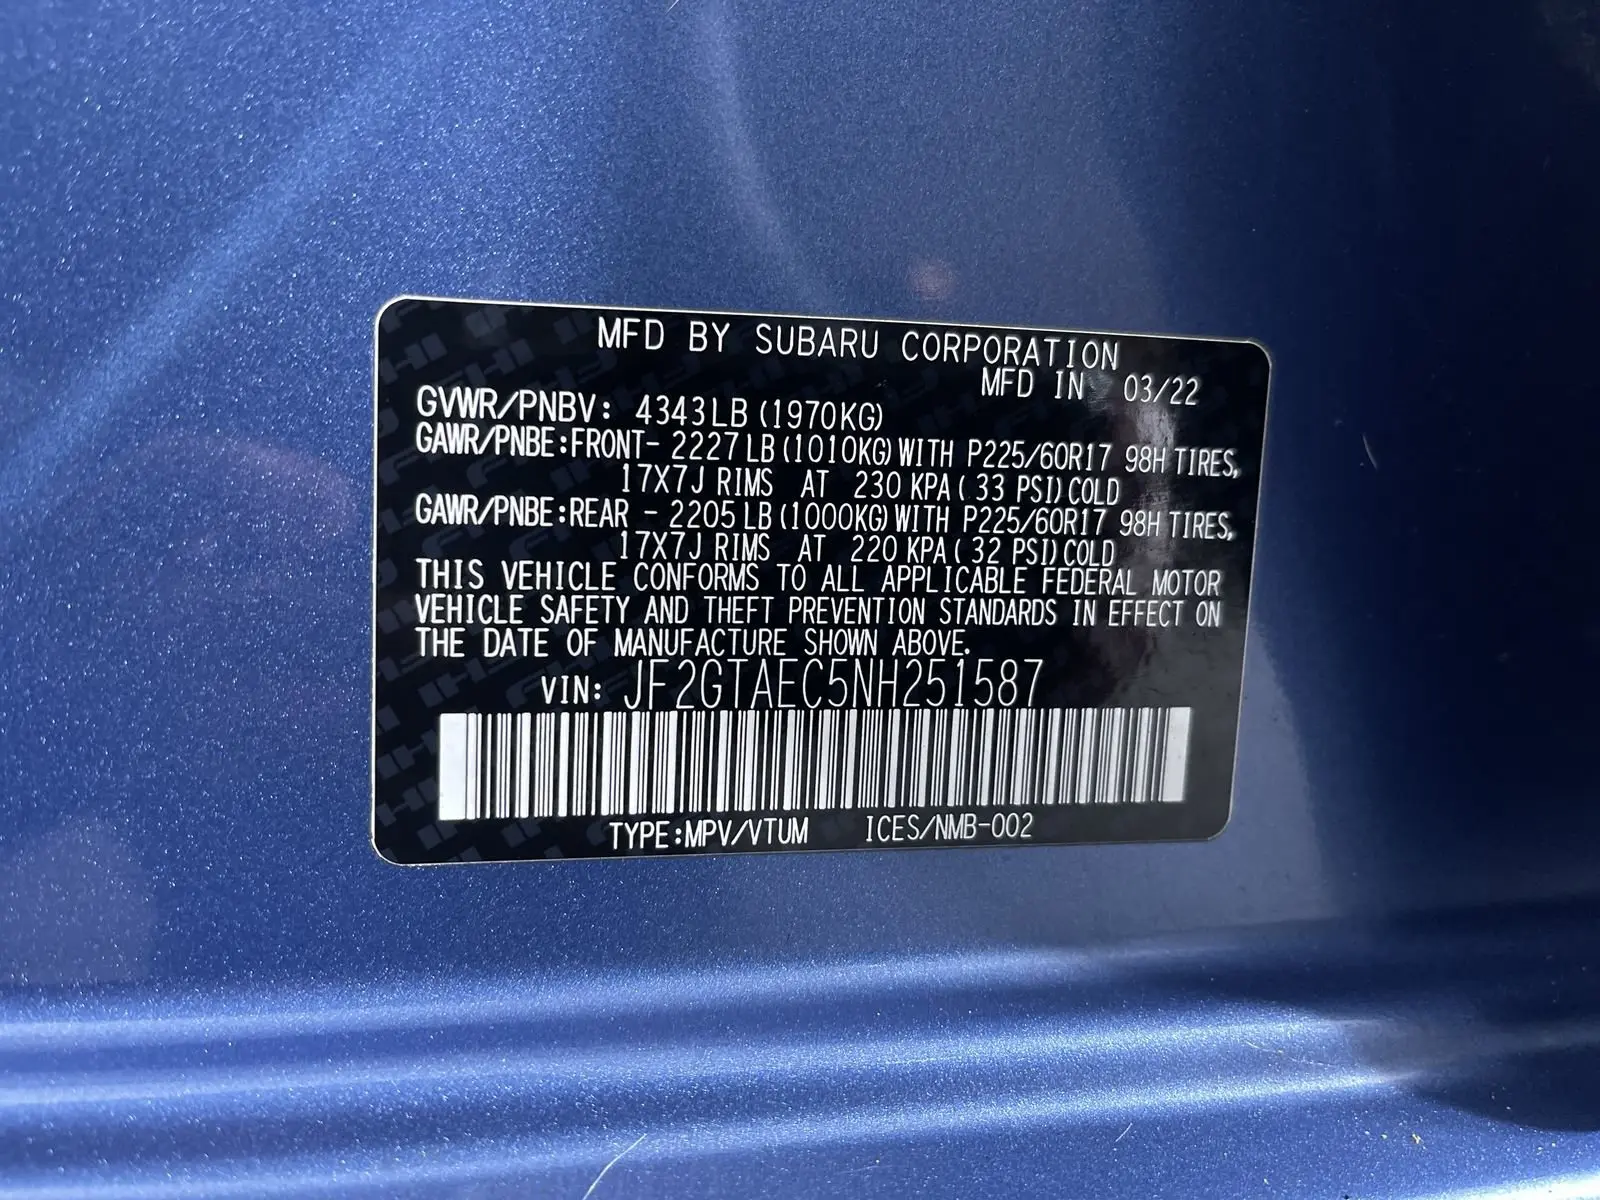 MFD BY SUBARU CORPORATION
MFD IN 03/22
GVWR/PNBV: 4343LB (1970KG)
GAWR/PNBE:FRONT- 2227LB (1010KG) WITH P225/60R17 98H TIRES,
17X7J RIMS AT 230 KPA ( 33 PSI) COLD
GAWR/PNBE:REAR - 2205LB (1000KG) WITH P225/60R17 98H TIRES,
17X7J RIMS AT 220 KPA ( 32 PSI) COLD
THIS VEHICLE CONFORMS TO ALL APPLICABLE FEDERAL MOTOR
VEHICLE SAFETY AND THEFT PREVENTION STANDARDS IN EFFECT ON
THE DATE OF MANUFACTURE SHOWN ABOVE.
VIN: JF2GTAEC5NH251587
TYPE:MPV/VTUM ICES/NMB-002